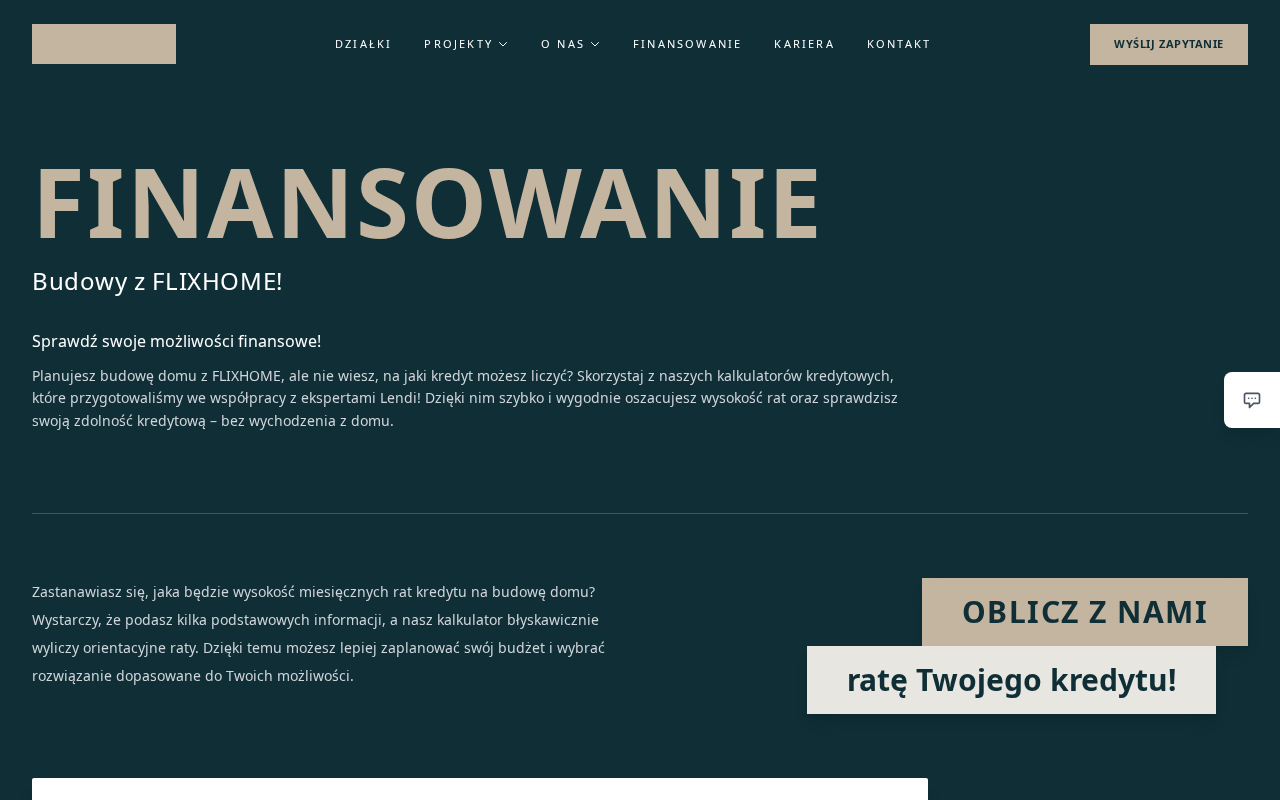 DZIAŁKI
PROJEKTY
O NAS
FINANSOWANIE
KARIERA
KONTAKT
WYŚLIJ ZAPYTANIE
FINANSOWANIE
Budowy z FLIXHOME!
Sprawdź swoje możliwości finansowe!
Planujesz budowę domu z FLIXHOME, ale nie wiesz, na jaki kredyt możesz liczyć? Skorzystaj z naszych kalkulatorów kredytowych,
które przygotowaliśmy we współpracy z ekspertami Lendi! Dzięki nim szybko i wygodnie oszacujesz wysokość rat oraz sprawdzisz
swoją zdolność kredytową – bez wychodzenia z domu.
Zastanawiasz się, jaka będzie wysokość miesięcznych rat kredytu na budowę domu?
Wystarczy, że podasz kilka podstawowych informacji, a nasz kalkulator błyskawicznie
wyliczy orientacyjne raty. Dzięki temu możesz lepiej zaplanować swój budżet i wybrać
rozwiązanie dopasowane do Twoich możliwości.
OBLICZ Z NAMI
ratę Twojego kredytu!